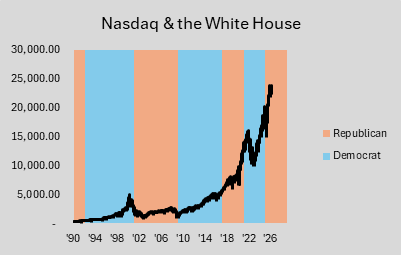 Nasdaq & the White House
30,000.00
25,000.00
20,000.00
15,000.00
10,000.00
5,000.00
-
Republican
Democrat
'90 '94 '98 '02 '06 '10 '14 '18 '22 '26